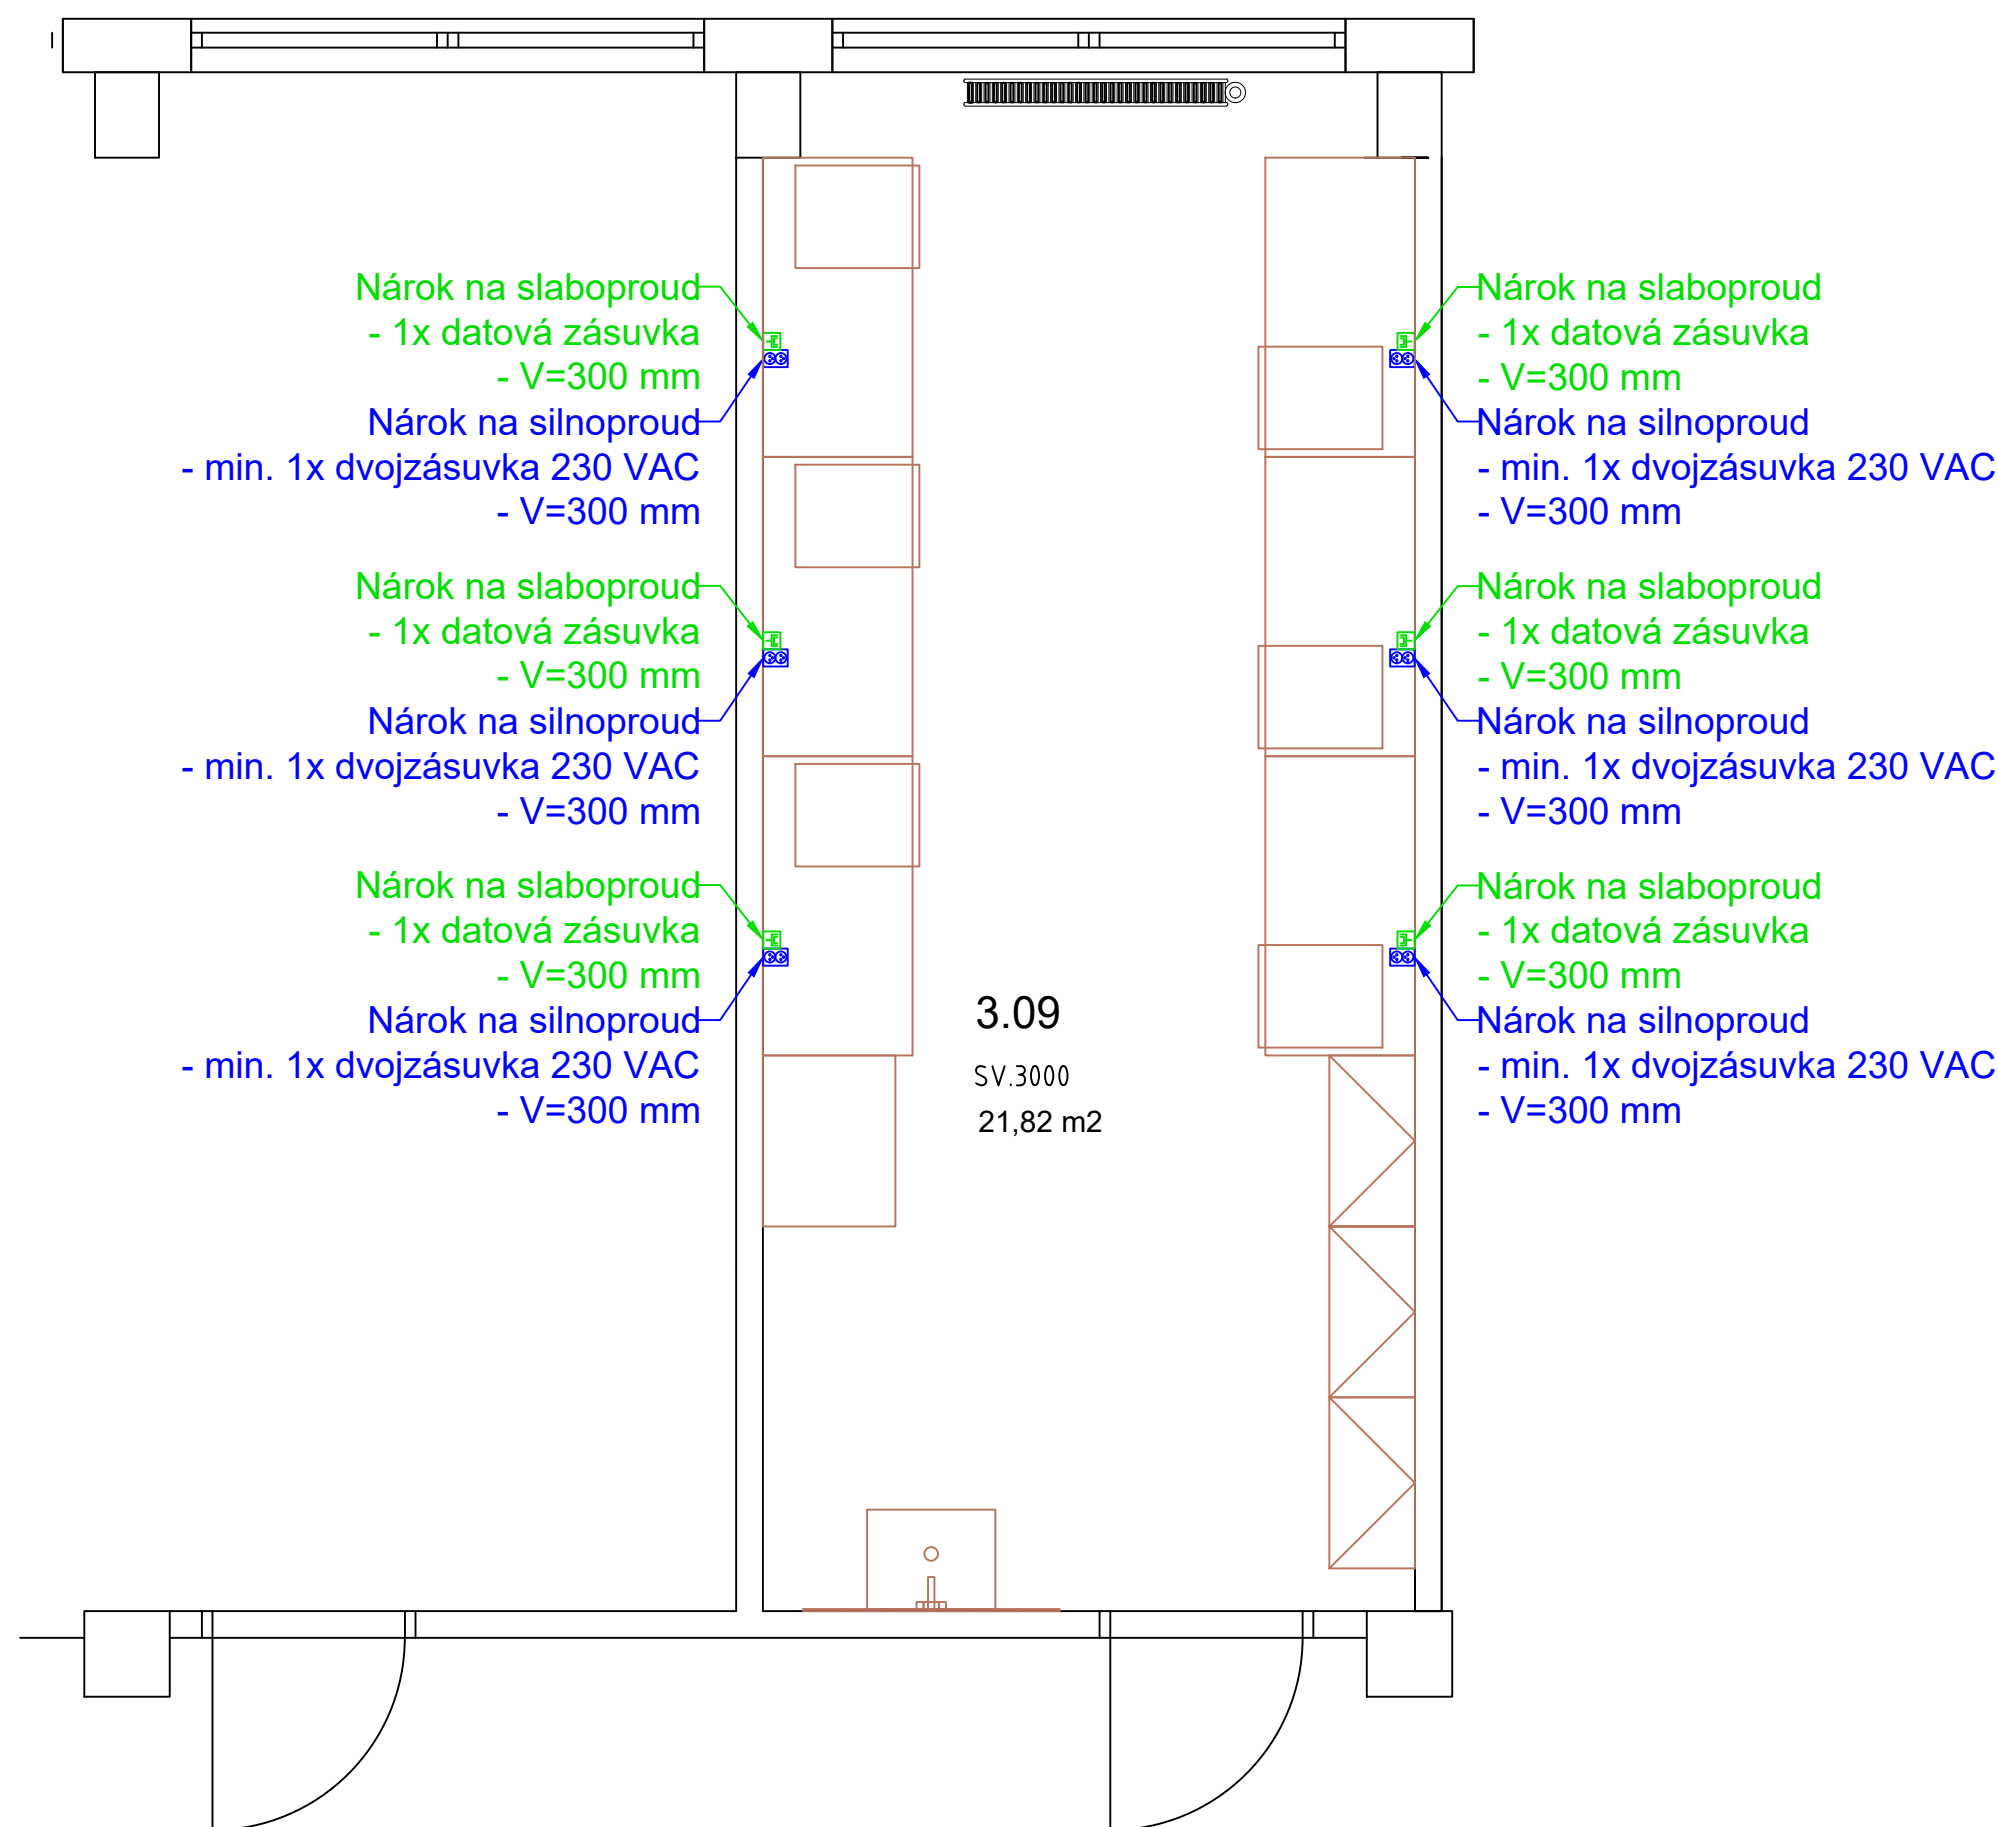 Nárok na slaboproud
- 1x datová zásuvka
- V=300 mm
Nárok na silnoproud
- min. 1x dvojzásuvka 230 VAC
- V=300 mm
Nárok na slaboproud
- 1x datová zásuvka
- V=300 mm
Nárok na silnoproud
- min. 1x dvojzásuvka 230 VAC
- V=300 mm
Nárok na slaboproud
- 1x datová zásuvka
- V=300 mm
Nárok na silnoproud
- min. 1x dvojzásuvka 230 VAC
- V=300 mm
3.09
SV.3000
21,82 m2
Nárok na slaboproud
- 1x datová zásuvka
- V=300 mm
Nárok na silnoproud
- min. 1x dvojzásuvka 230 VAC
- V=300 mm
Nárok na slaboproud
- 1x datová zásuvka
- V=300 mm
Nárok na silnoproud
- min. 1x dvojzásuvka 230 VAC
- V=300 mm
Nárok na slaboproud
- 1x datová zásuvka
- V=300 mm
Nárok na silnoproud
- min. 1x dvojzásuvka 230 VAC
- V=300 mm